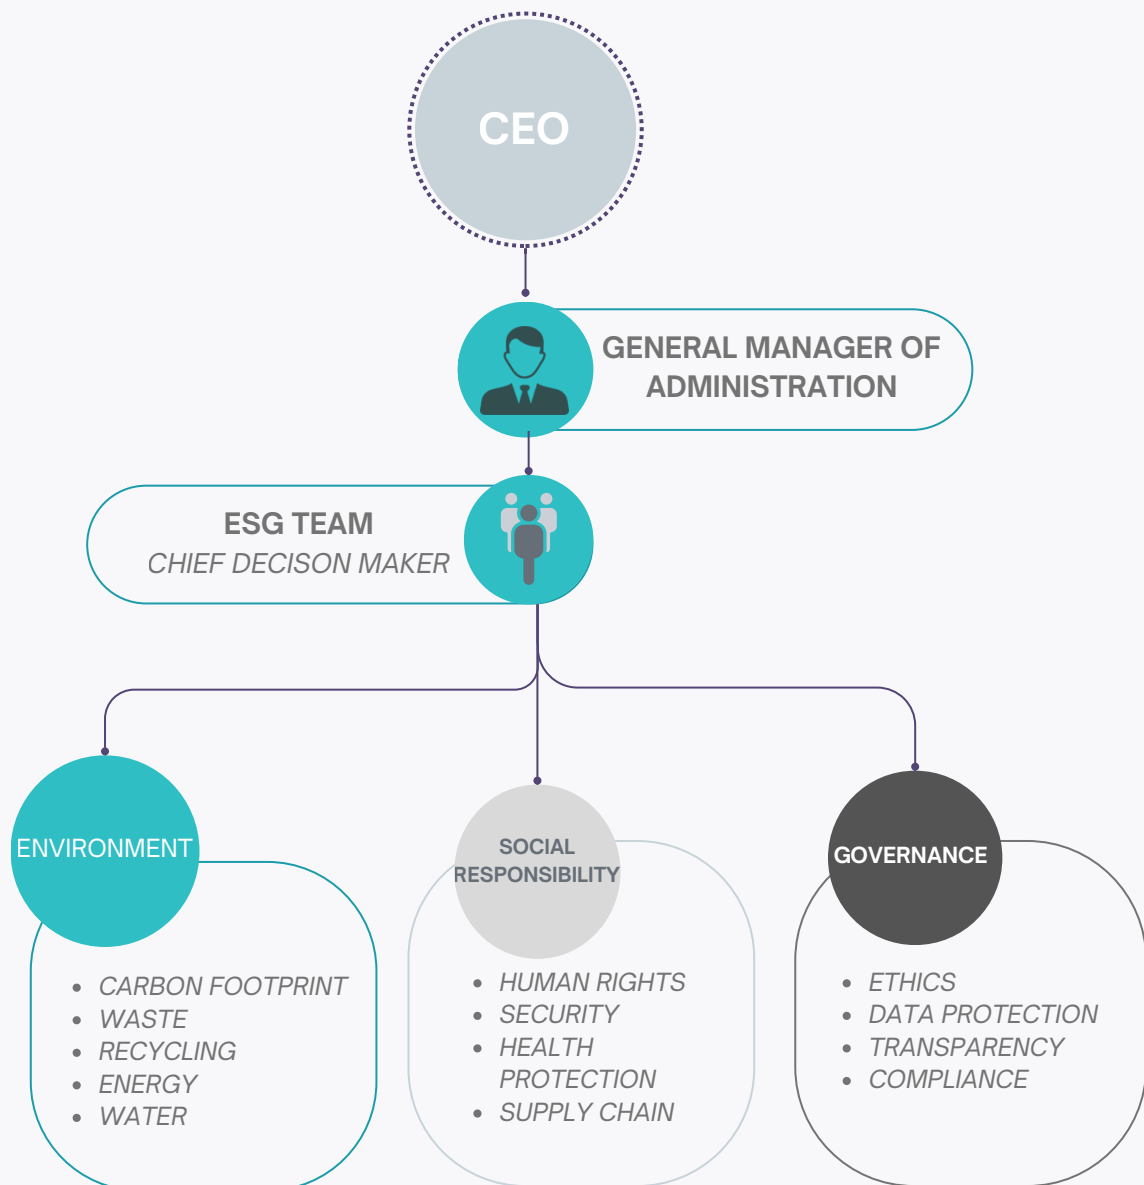 CEO
GENERAL MANAGER OF
ADMINISTRATION
ESG TEAM
CHIEF DECISON MAKER
ENVIRONMENT
CARBON FOOTPRINT
WASTE
RECYCLING
ENERGY
WATER
SOCIAL
RESPONSIBILITY
HUMAN RIGHTS
SECURITY
HEALTH
PROTECTION
SUPPLY CHAIN
GOVERNANCE
ETHICS
DATA PROTECTION
TRANSPARENCY
COMPLIANCE